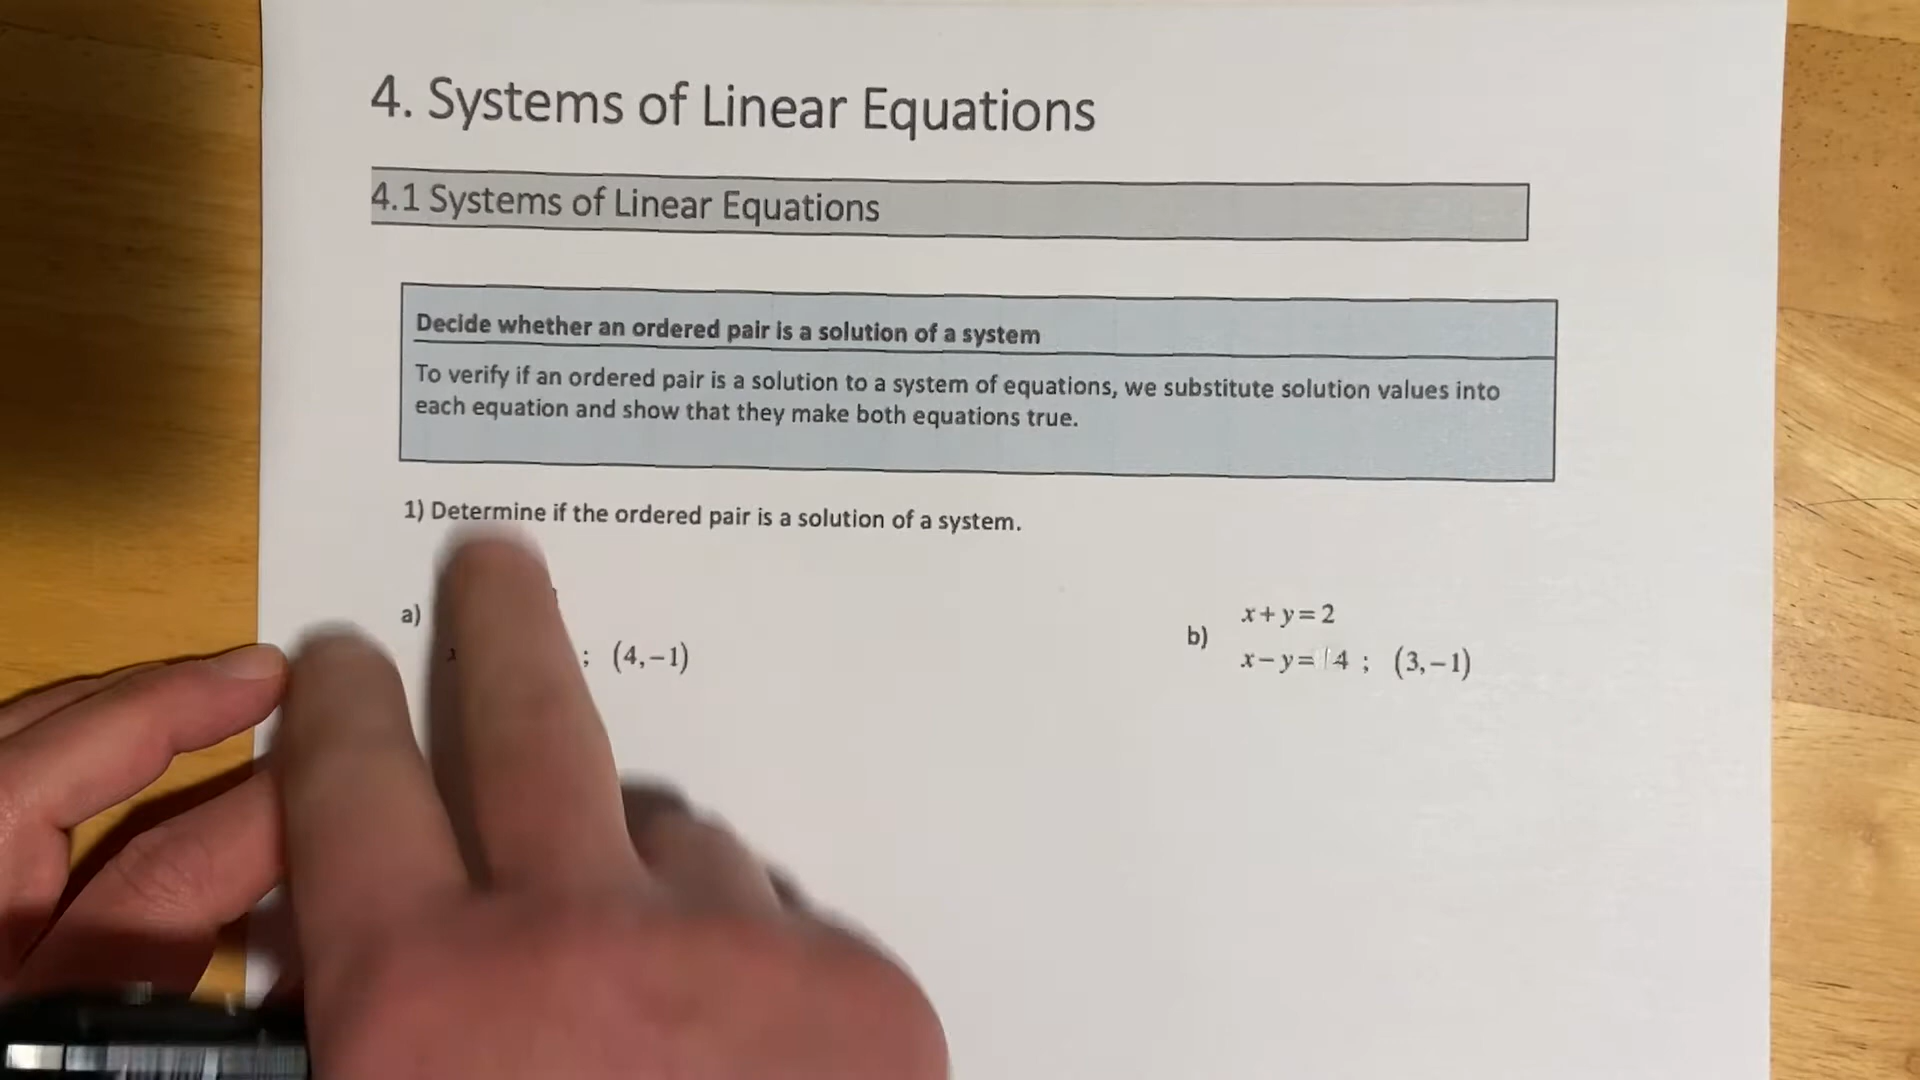 4. Systems of Linear Equations
4.1 Systems of Linear Equations
Decide whether an ordered pair is a solution of a system
To verify if an ordered pair is a solution to a system of equations, we substitute solution values into
each equation and show that they make both equations true.
1) Determine if the ordered pair is a solution of a system.
a)
; (4,−1)
b)
x+y=2
x−y= 4 ; (3,−1)